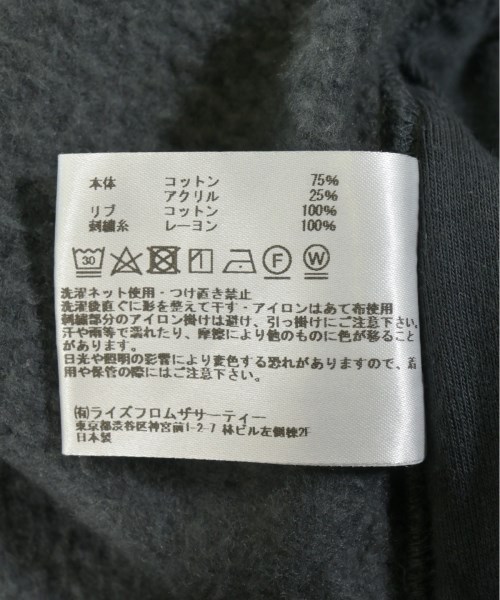 本体 コットン 75%
アクリル 25%
リブ コットン 100%
刺繍糸 レーヨン 100%
30 F W
洗濯ネット使用・つけ置き禁止
洗濯後直ぐに形を整えて干す・アイロンはあて布使用
刺繍部分のアイロン掛けは避け、引っ掛けにご注意下さい。
汗や雨等で濡れたり、摩擦により他のものに色が移ること
があります。
日光や照明の影響により変色する恐れがありますので、着
用や保管の際にはご注意下さい。
(有)ライズフロムザサーティー
東京都渋谷区神宮前1-2-7 林ビル左側棟2F
日本製